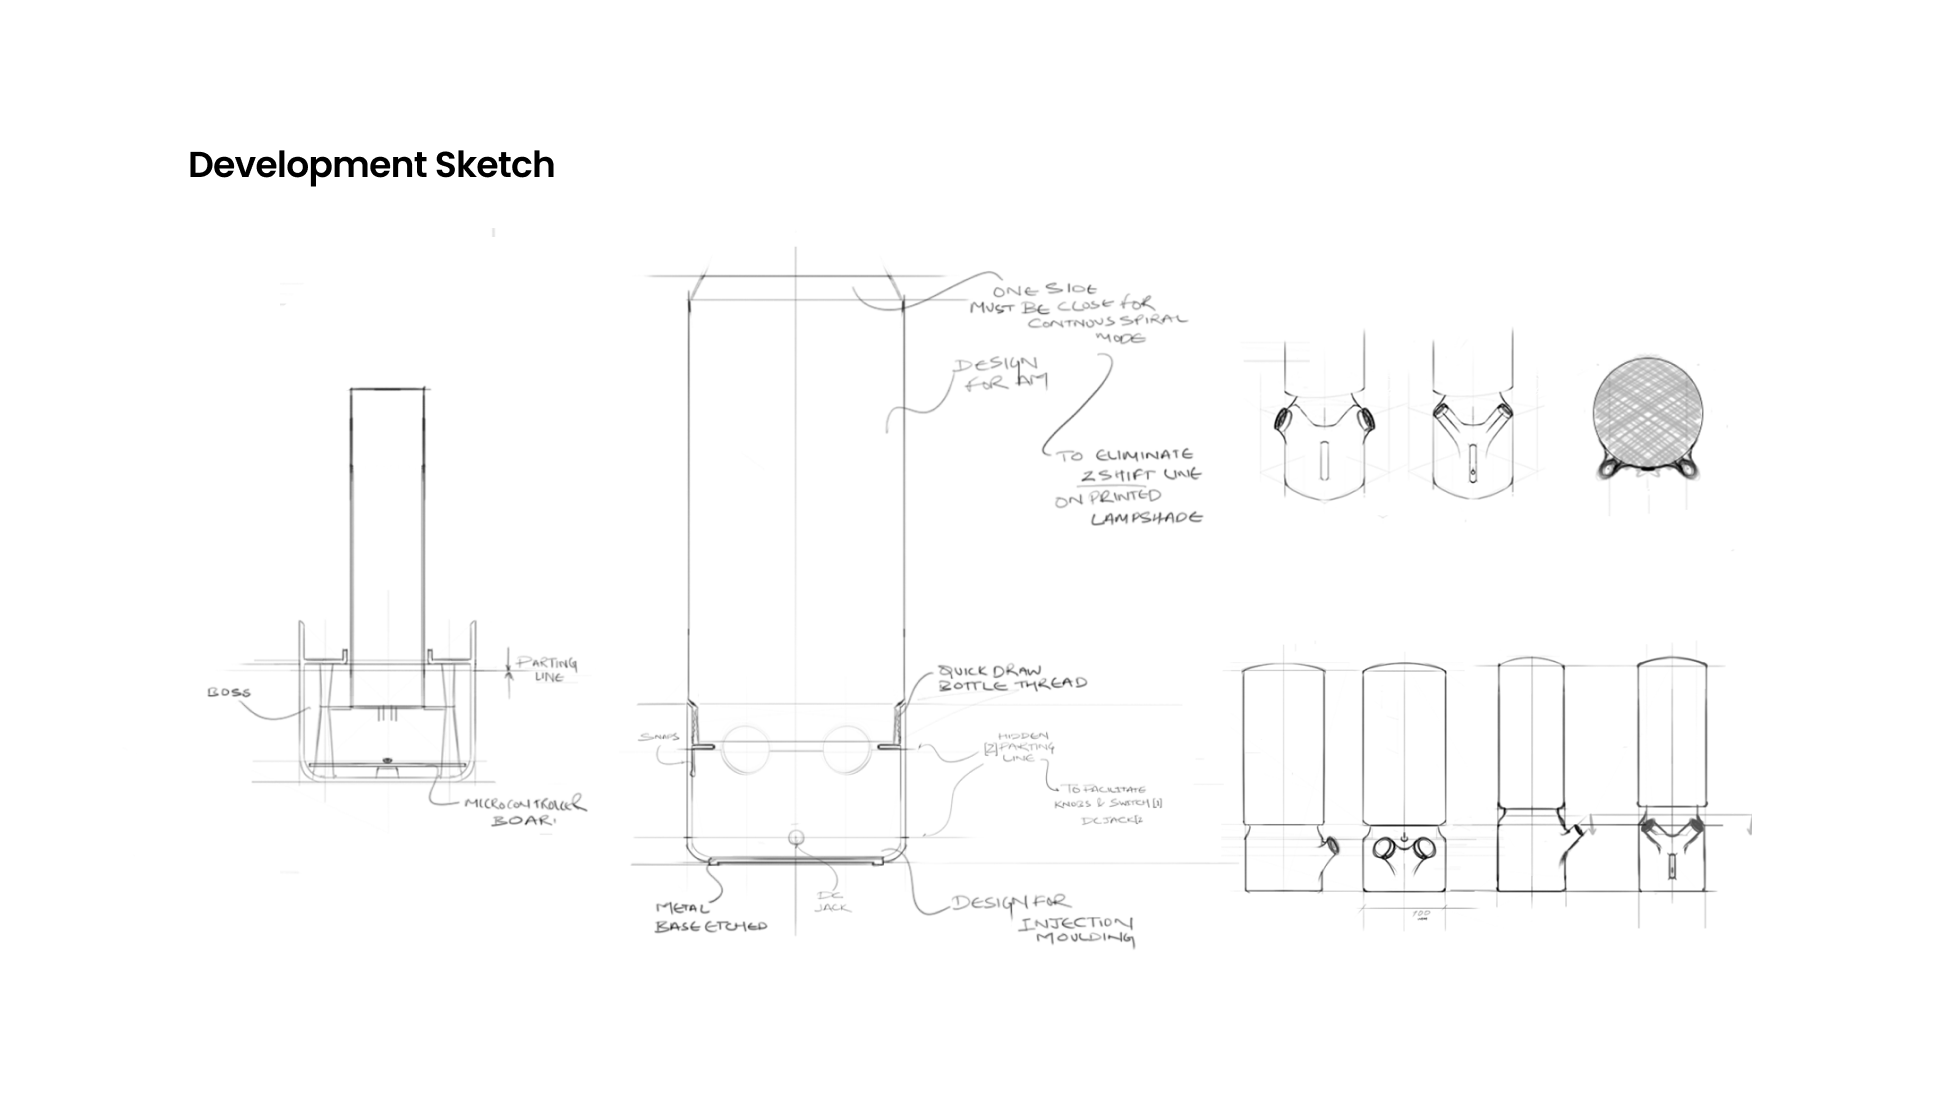 Development Sketch
BOSS
PARTING
LINE
MICROCONTROLLER
BOAR
ONE SIDE
MUST BE CLOSE FOR
CONTNUOUS SPIRAL
MODE
DESIGN
FOR AM
TO ELIMINATE
Z SHIFT LINE
ON PRINTED
LAMPSHADE
QUICK DRAW
BOTTLE THREAD
SNAPS
HIDDEN
[2] PARTING
LINE
TO FACILITATE
KNOBS & SWITCH [1]
DC JACK [2
METAL
BASE ETCHED
DC
JACK
DESIGN FOR
INJECTION
MOULDING
100